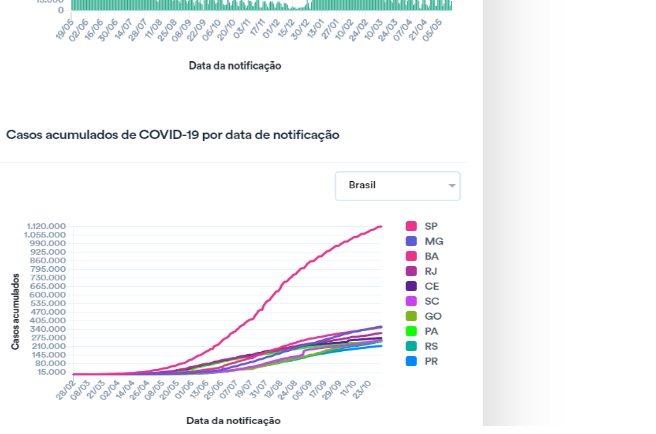 0
19/05 02/06 16/06 30/06 14/07 28/07 11/08 25/08 08/09 22/09 06/10 20/10 03/11 17/11 01/12 15/12 30/12 13/01 27/01 10/02 24/02 10/03 24/03 07/04 21/04 05/05
Data da notificação
Casos acumulados de COVID-19 por data de notificação
Brasil
Casos acumulados
1.120.000
1.055.000
990.000
925.000
860.000
795.000
730.000
665.000
600.000
535.000
470.000
405.000
340.000
275.000
210.000
145.000
80.000
15.000
SP
MG
BA
RJ
CE
SC
GO
PA
RS
PR
28/02 08/03 21/03 02/04 14/04 26/04 08/05 20/05 01/06 13/06 25/06 07/07 19/07 31/07 12/08 24/08 05/09 17/09 29/09 11/10 23/10
Data da notificação